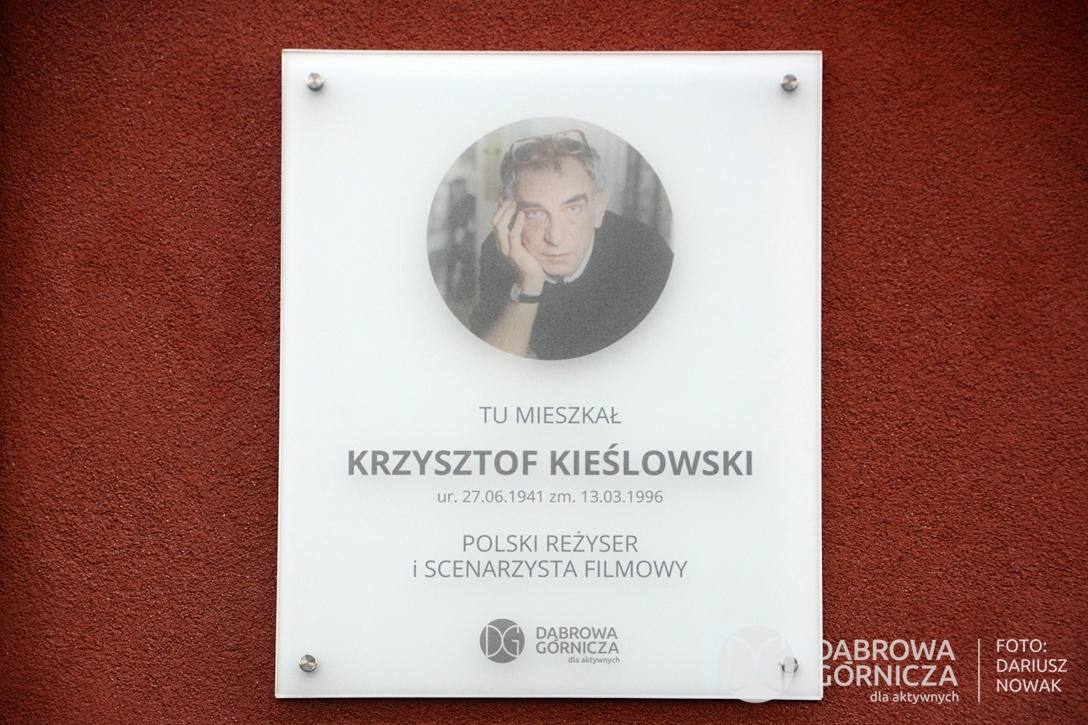 TU MIESZKAŁ
KRZYSZTOF KIEŚLOWSKI
ur. 27.06.1941 zm. 13.03.1996
POLSKI REŻYSER
i SCENARZYSTA FILMOWY
DG
DĄBROWA
GÓRNICZA
dla aktywnych
DĄBROWA
GÓRNICZA
dla aktywnych
FOTO:
DARIUSZ
NOWAK